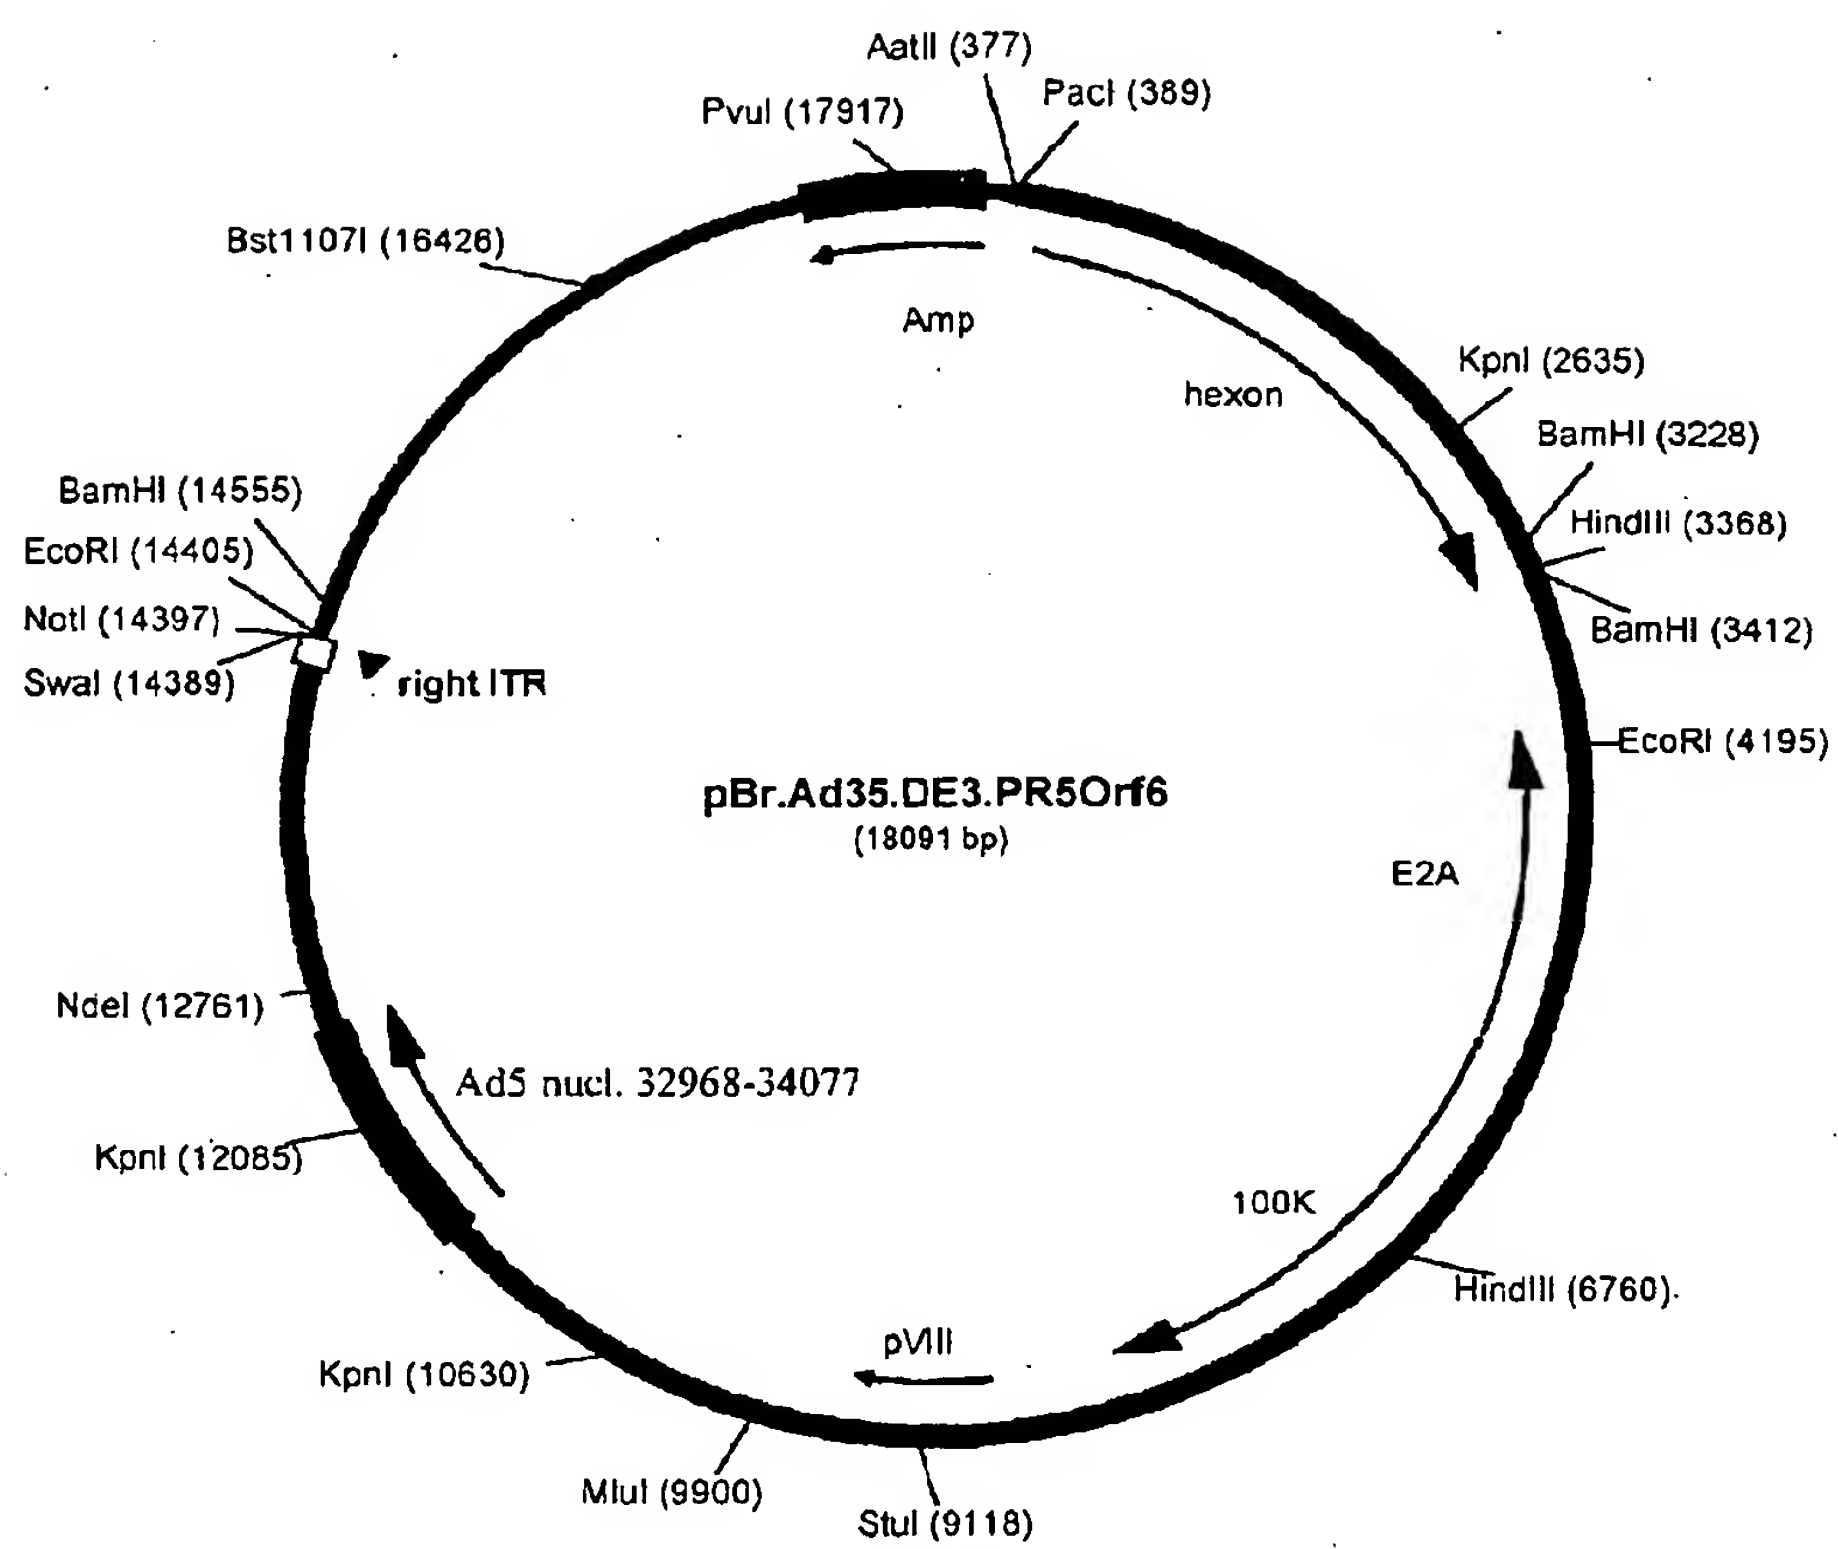 AatII (377)
PacI (389)
PvuI (17917)
Bst1107I (16426)
Amp
KpnI (2635)
hexon
BamHI (3228)
BamHI (14555)
HindIII (3368)
EcoRI (14405)
NotI (14397)
BamHI (3412)
SwaI (14389)
right ITR
EcoRI (4195)
pBr.Ad35.DE3.PR5Orf6
(18091 bp)
E2A
NdeI (12761)
Ad5 nucl. 32968-34077
KpnI (12085)
100K
HindIII (6760)
pVIII
KpnI (10630)
MluI (9900)
StuI (9118)